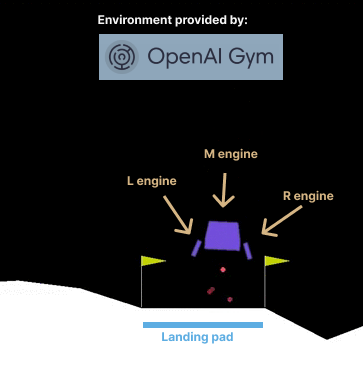 Environment provided by:
OpenAI Gym
M engine
L engine
R engine
Landing pad